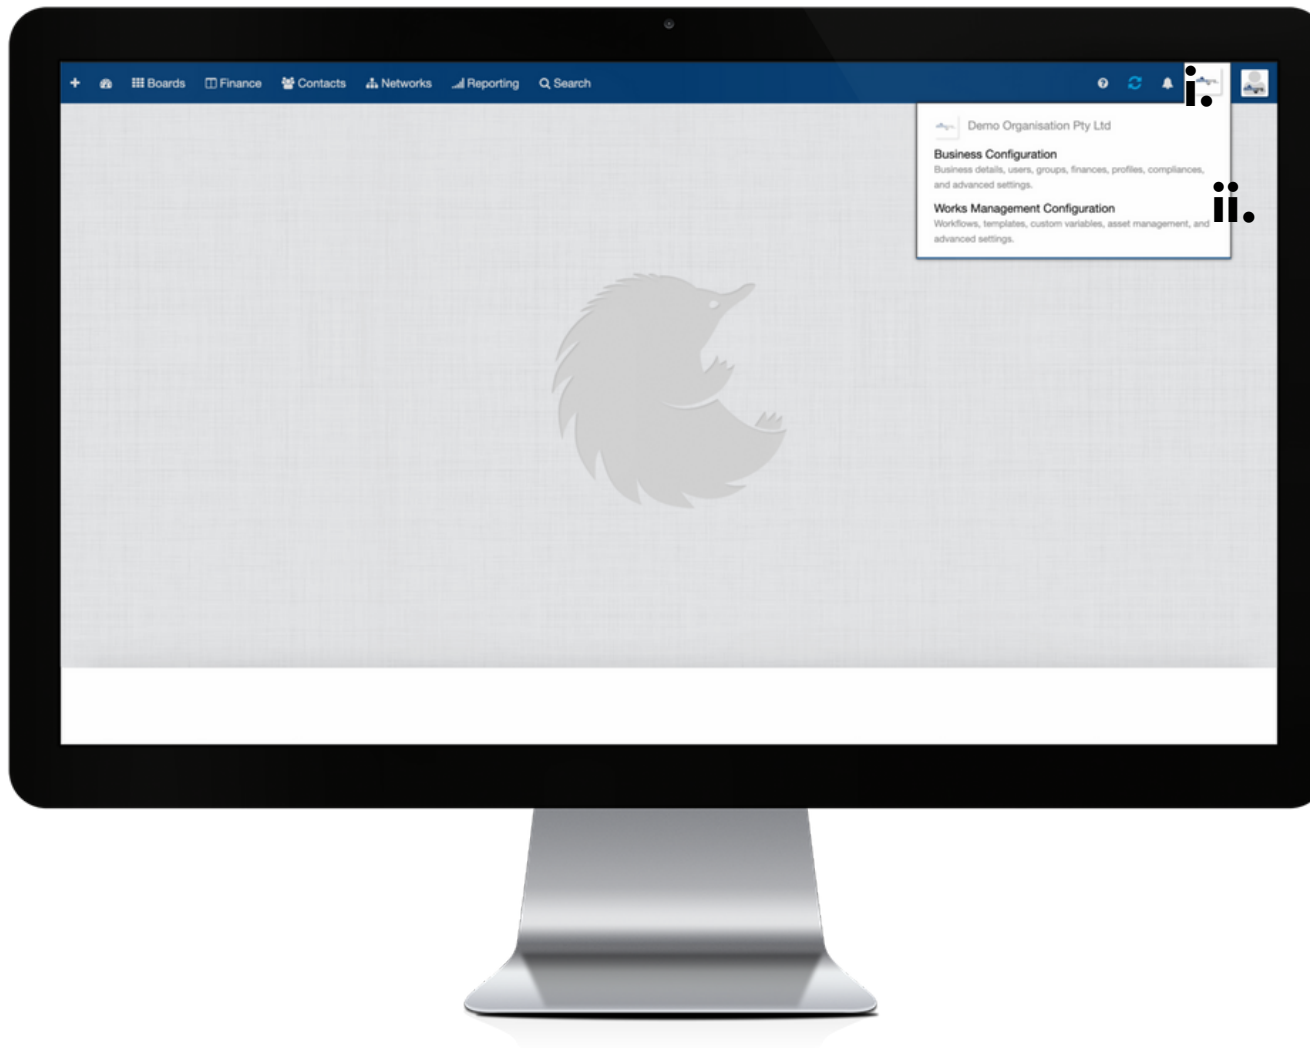 Boards Finance Contacts Networks Reporting Search
i.
Demo Organisation Pty Ltd
Business Configuration
Business details, users, groups, finances, profiles, compliances,
and advanced settings.
ii.
Works Management Configuration
Workflows, templates, custom variables, asset management, and
advanced settings.